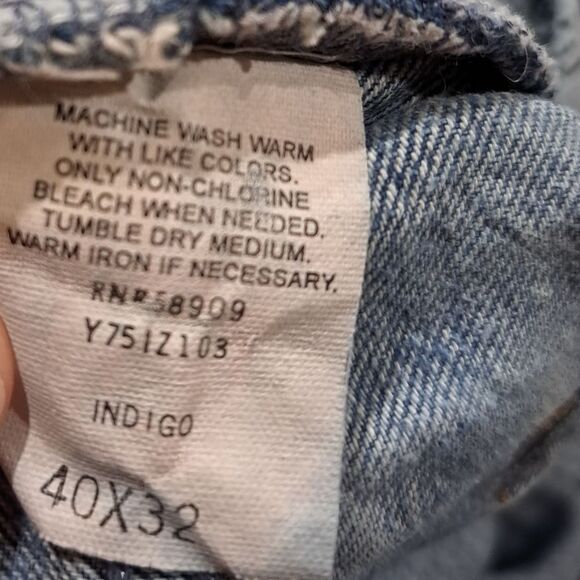 MACHINE WASH WARM
WITH LIKE COLORS.
ONLY NON-CHLORINE
BLEACH WHEN NEEDED.
TUMBLE DRY MEDIUM.
WARM IRON IF NECESSARY.
RN#58909
Y751Z103
INDIGO
40X32